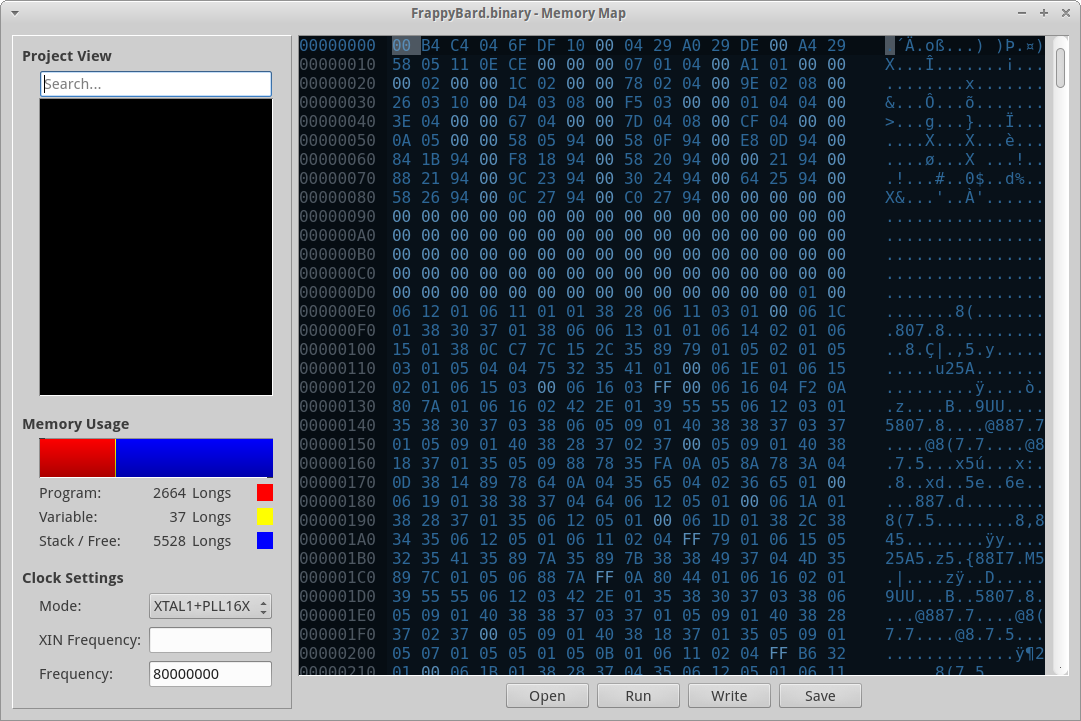 FrappyBard.binary - Memory Map
Project View
Search...
Memory Usage
Program: 2664 Longs
Variable: 37 Longs
Stack / Free: 5528 Longs
Clock Settings
Mode: XTAL1+PLL16X
XIN Frequency:
Frequency: 80000000
00000000 00 B4 C4 04 6F DF 10 00 04 29 A0 29 DE 00 A4 29 .´Ä.oß...) )Þ.¤)
00000010 58 05 11 0E CE 00 00 00 07 01 04 00 A1 01 00 00 X...Î.......¡...
00000020 00 02 00 00 1C 02 00 00 78 02 04 00 9E 02 08 00 ........x.......
00000030 26 03 10 00 D4 03 08 00 F5 03 00 00 01 04 04 00 &...Ô...õ.......
00000040 3E 04 00 00 67 04 00 00 7D 04 08 00 CF 04 00 00 >...g...}...Ï...
00000050 0A 05 00 00 58 05 94 00 58 0F 94 00 E8 0D 94 00 ....X...X...è...
00000060 84 1B 94 00 F8 18 94 00 58 20 94 00 00 21 94 00 ....ø...X ...!..
00000070 88 21 94 00 9C 23 94 00 30 24 94 00 64 25 94 00 .!...#..0$..d%..
00000080 58 26 94 00 0C 27 94 00 C0 27 94 00 00 00 00 00 X&...'..À'......
00000090 00 00 00 00 00 00 00 00 00 00 00 00 00 00 00 00 ................
000000A0 00 00 00 00 00 00 00 00 00 00 00 00 00 00 00 00 ................
000000B0 00 00 00 00 00 00 00 00 00 00 00 00 00 00 00 00 ................
000000C0 00 00 00 00 00 00 00 00 00 00 00 00 00 00 00 00 ................
000000D0 00 00 00 00 00 00 00 00 00 00 00 00 00 00 01 00 ................
000000E0 06 12 01 06 11 01 01 38 28 06 11 03 01 00 06 1C .......8(.......
000000F0 01 38 30 37 01 38 06 06 13 01 01 06 14 02 01 06 .807.8..........
00000100 15 01 38 0C C7 7C 15 2C 35 89 79 01 05 02 01 05 ..8.Ç|.,5.y.....
00000110 03 01 05 04 04 75 32 35 41 01 00 06 1E 01 06 15 .....u25A.......
00000120 02 01 06 15 03 00 06 16 03 FF 00 06 16 04 F2 0A .........ÿ....ò.
00000130 80 7A 01 06 16 02 42 2E 01 39 55 55 06 12 03 01 .z....B..9UU....
00000140 35 38 30 37 03 38 06 05 09 01 40 38 38 37 03 37 5807.8....@887.7
00000150 01 05 09 01 40 38 28 37 02 37 00 05 09 01 40 38 ....@8(7.7....@8
00000160 18 37 01 35 05 09 88 78 35 FA 0A 05 8A 78 3A 04 .7.5...x5ú...x:.
00000170 0D 38 14 89 78 64 0A 04 35 65 04 02 36 65 01 00 .8..xd..5e..6e..
00000180 06 19 01 38 38 37 04 64 06 12 05 01 00 06 1A 01 ...887.d........
00000190 38 28 37 01 35 06 12 05 01 00 06 1D 01 38 2C 38 8(7.5........8,8
000001A0 34 35 06 12 05 01 06 11 02 04 FF 79 01 06 15 05 45........ÿy....
000001B0 32 35 41 35 89 7A 35 89 7B 38 38 49 37 04 4D 35 25A5.z5.{88I7.M5
000001C0 89 7C 01 05 06 88 7A FF 0A 80 44 01 06 16 02 01 .|....zÿ..D.....
000001D0 39 55 55 06 12 03 42 2E 01 35 38 30 37 03 38 06 9UU...B..5807.8.
000001E0 05 09 01 40 38 38 37 03 37 01 05 09 01 40 38 28 ...@887.7....@8(
000001F0 37 02 37 00 05 09 01 40 38 18 37 01 35 05 09 01 7.7....@8.7.5...
00000200 05 07 01 05 05 01 05 0B 01 06 11 02 04 FF B6 32 .............ÿ¶2
00000210 01 00 06 1B 01 38 28 37 04 35 06 12 05 01 06 11 .....8(7.5......
Open
Run
Write
Save